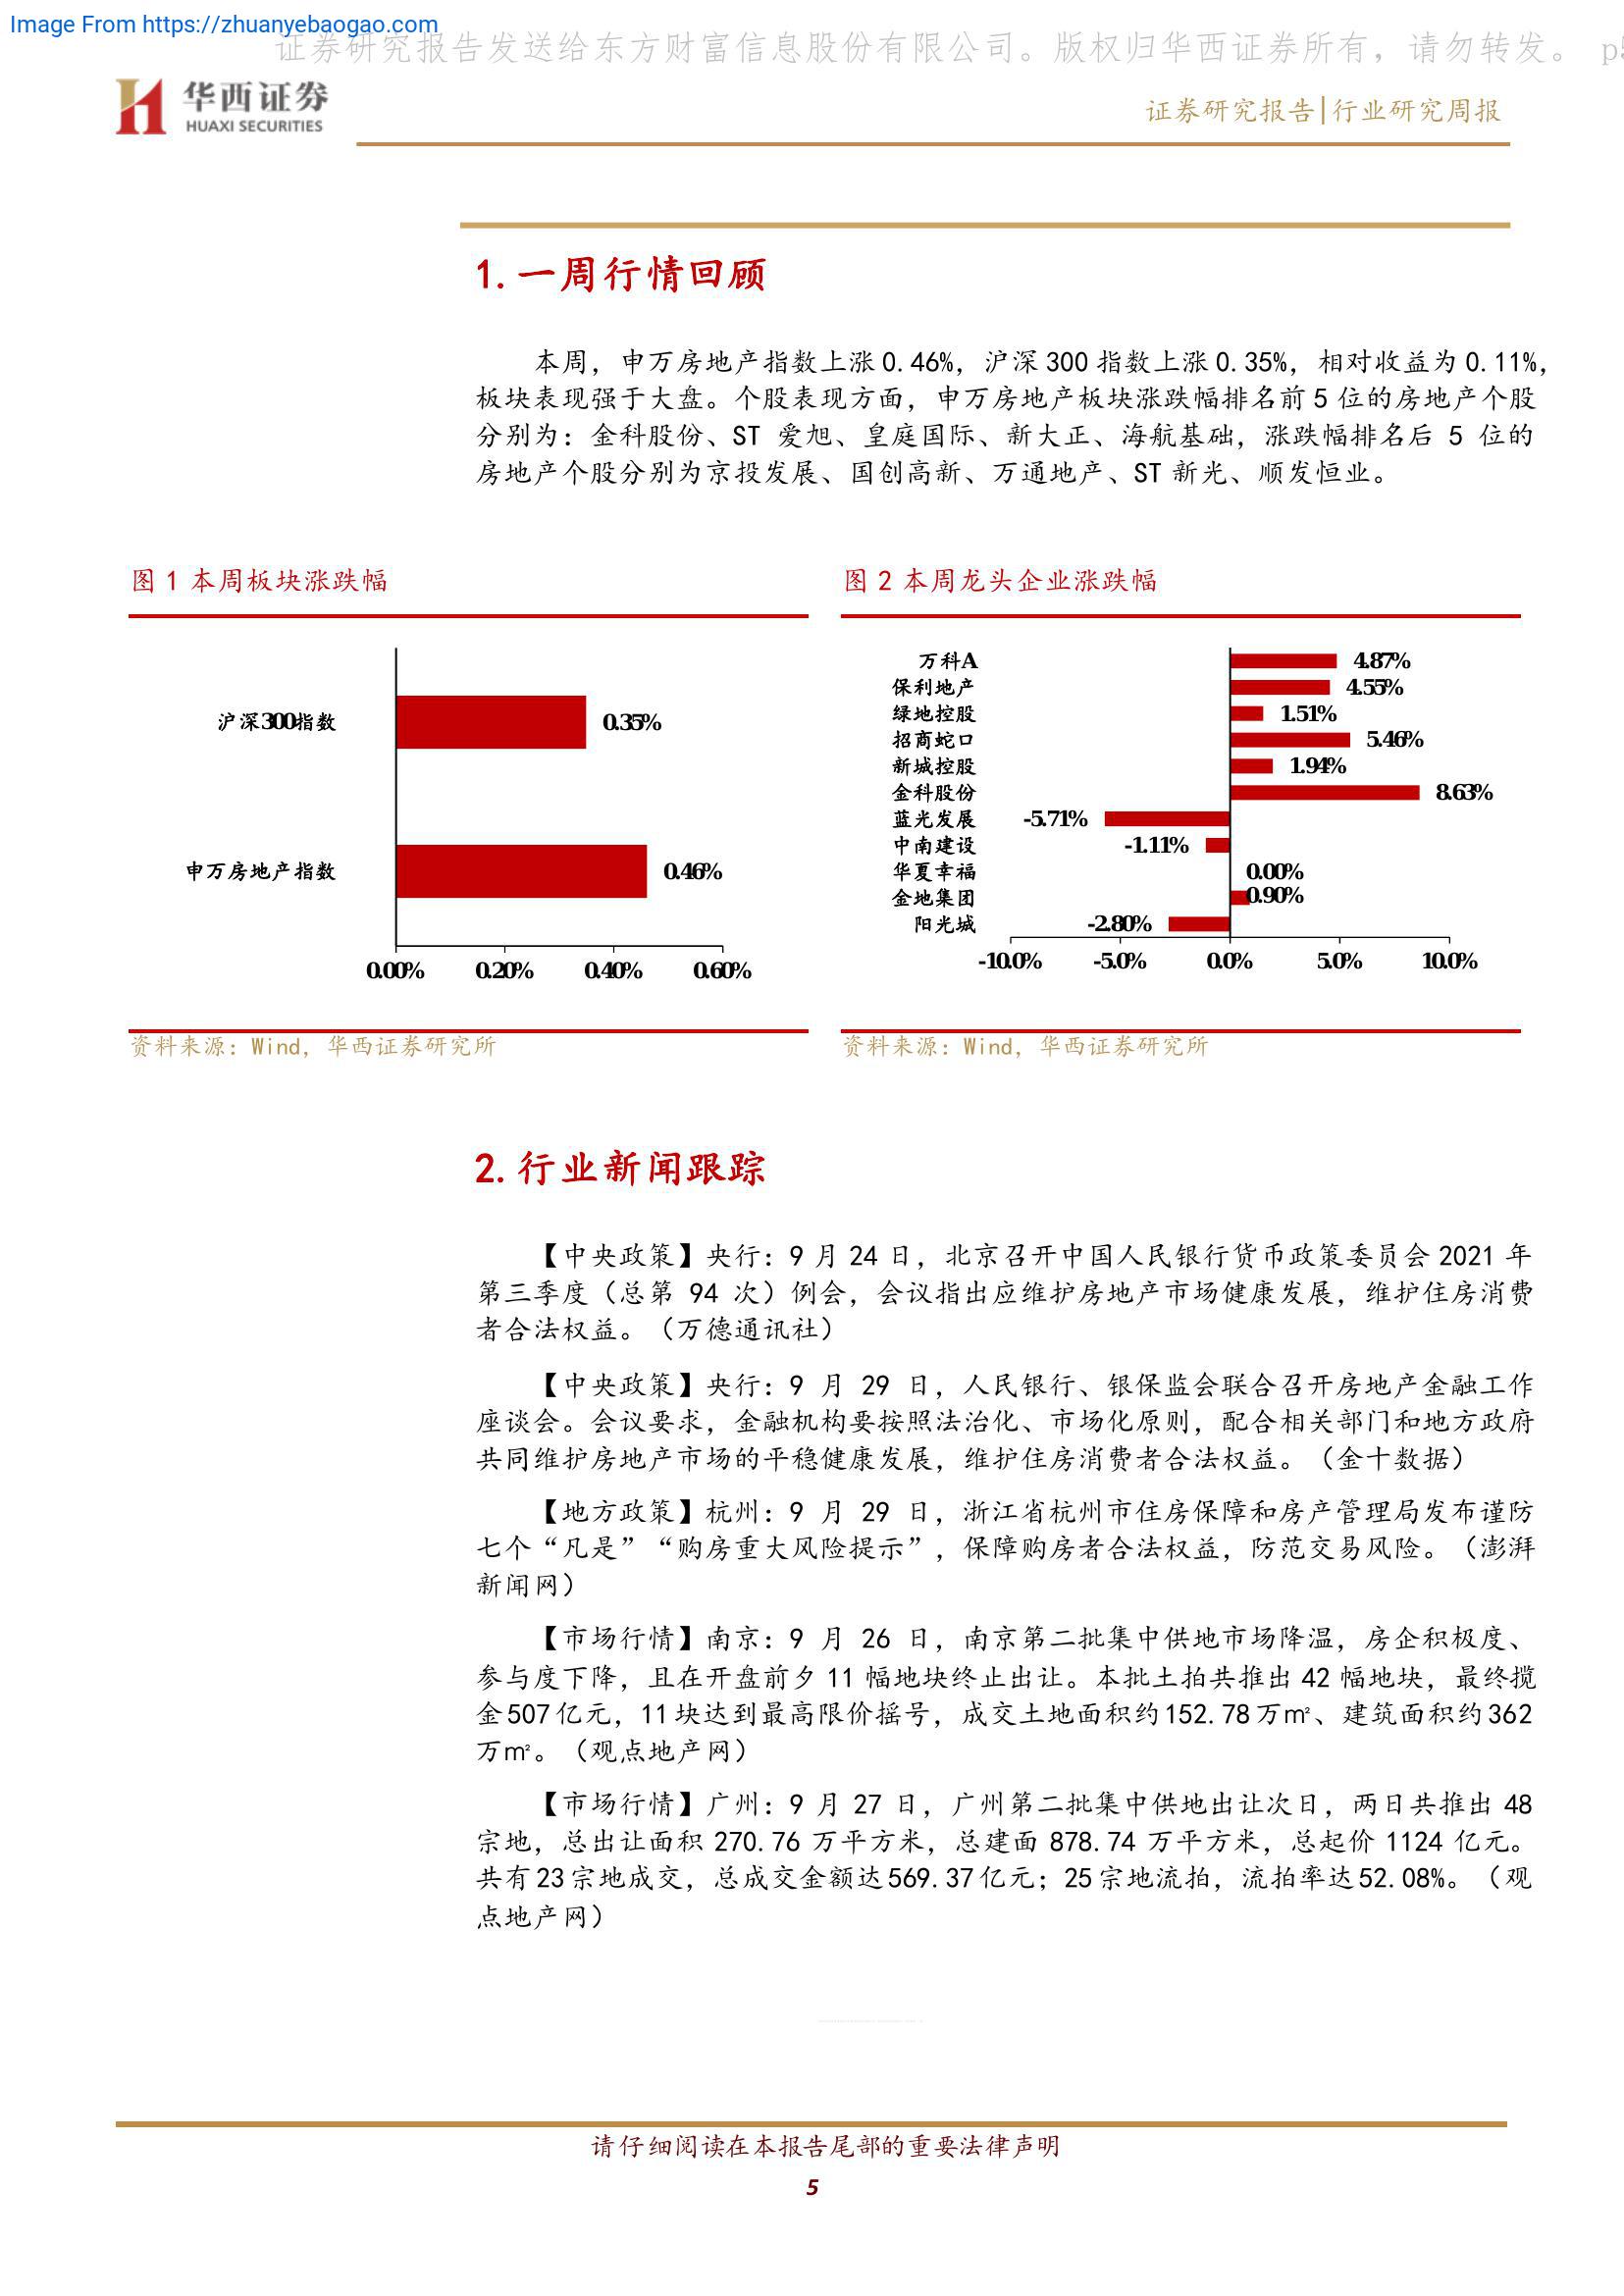 Image From https://zhuanyebaogao.com
证券研究报告发送给东方财富信息股份有限公司。版权归华西证券所有，请勿转发。 p5
华西证券
HUAXI SECURITIES
证券研究报告|行业研究周报
1.一周行情回顾
本周，申万房地产指数上涨0.46%，沪深300指数上涨0.35%，相对收益为0.11%，
板块表现强于大盘。个股表现方面，申万房地产板块涨跌幅排名前5位的房地产个股
分别为：金科股份、ST 爱旭、皇庭国际、新大正、海航基础，涨跌幅排名后 5 位的
房地产个股分别为京投发展、国创高新、万通地产、ST新光、顺发恒业。
图 1 本周板块涨跌幅
沪深300指数
0.35%
申万房地产指数
0.46%
0.00% 0.20% 0.40% 0.60%
资料来源：Wind，华西证券研究所
图 2 本周龙头企业涨跌幅
万科A 4.87%
保利地产 4.55%
绿地控股 1.51%
招商蛇口 5.46%
新城控股 1.94%
金科股份 8.63%
蓝光发展 -5.71%
中南建设 -1.11%
华夏幸福 0.00%
金地集团 0.90%
阳光城 -2.80%
-10.0% -5.0% 0.0% 5.0% 10.0%
资料来源：Wind，华西证券研究所
2.行业新闻跟踪
【中央政策】央行：9 月 24 日，北京召开中国人民银行货币政策委员会 2021 年
第三季度（总第 94 次）例会，会议指出应维护房地产市场健康发展，维护住房消费
者合法权益。（万德通讯社）
【中央政策】央行：9 月 29 日，人民银行、银保监会联合召开房地产金融工作
座谈会。会议要求，金融机构要按照法治化、市场化原则，配合相关部门和地方政府
共同维护房地产市场的平稳健康发展，维护住房消费者合法权益。（金十数据）
【地方政策】杭州：9 月 29 日，浙江省杭州市住房保障和房产管理局发布谨防
七个“凡是”“购房重大风险提示”，保障购房者合法权益，防范交易风险。（澎湃
新闻网）
【市场行情】南京：9 月 26 日，南京第二批集中供地市场降温，房企积极度、
参与度下降，且在开盘前夕 11 幅地块终止出让。本批土拍共推出 42 幅地块，最终揽
金507亿元，11块达到最高限价摇号，成交土地面积约152.78万㎡、建筑面积约362
万㎡。（观点地产网）
【市场行情】广州：9 月 27 日，广州第二批集中供地出让次日，两日共推出 48
宗地，总出让面积 270.76 万平方米，总建面 878.74 万平方米，总起价 1124 亿元。
共有23宗地成交，总成交金额达569.37亿元；25宗地流拍，流拍率达52.08%。（观
点地产网）
请仔细阅读在本报告尾部的重要法律声明
5